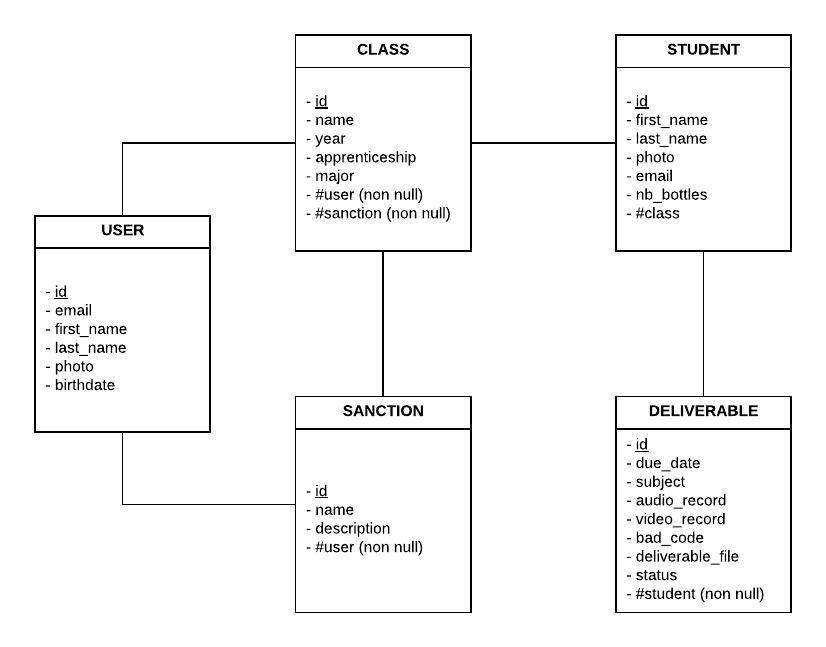 CLASS
- id
- name
- year
- apprenticeship
- major
- #user (non null)
- #sanction (non null)
STUDENT
- id
- first_name
- last_name
- photo
- email
- nb_bottles
- #class
USER
- id
- email
- first_name
- last_name
- photo
- birthdate
SANCTION
- id
- name
- description
- #user (non null)
DELIVERABLE
- id
- due_date
- subject
- audio_record
- video_record
- bad_code
- deliverable_file
- status
- #student (non null)